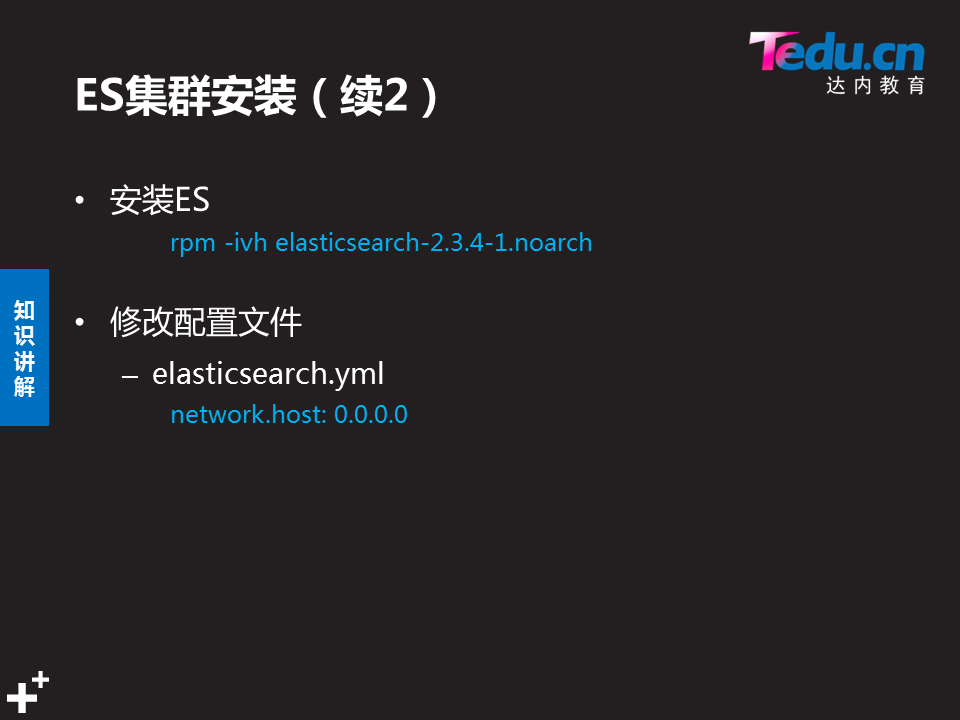 Tedu.cn
达内教育
ES集群安装（续2）
• 安装ES
rpm -ivh elasticsearch-2.3.4-1.noarch
• 修改配置文件
– elasticsearch.yml
network.host: 0.0.0.0
知
识
讲
解